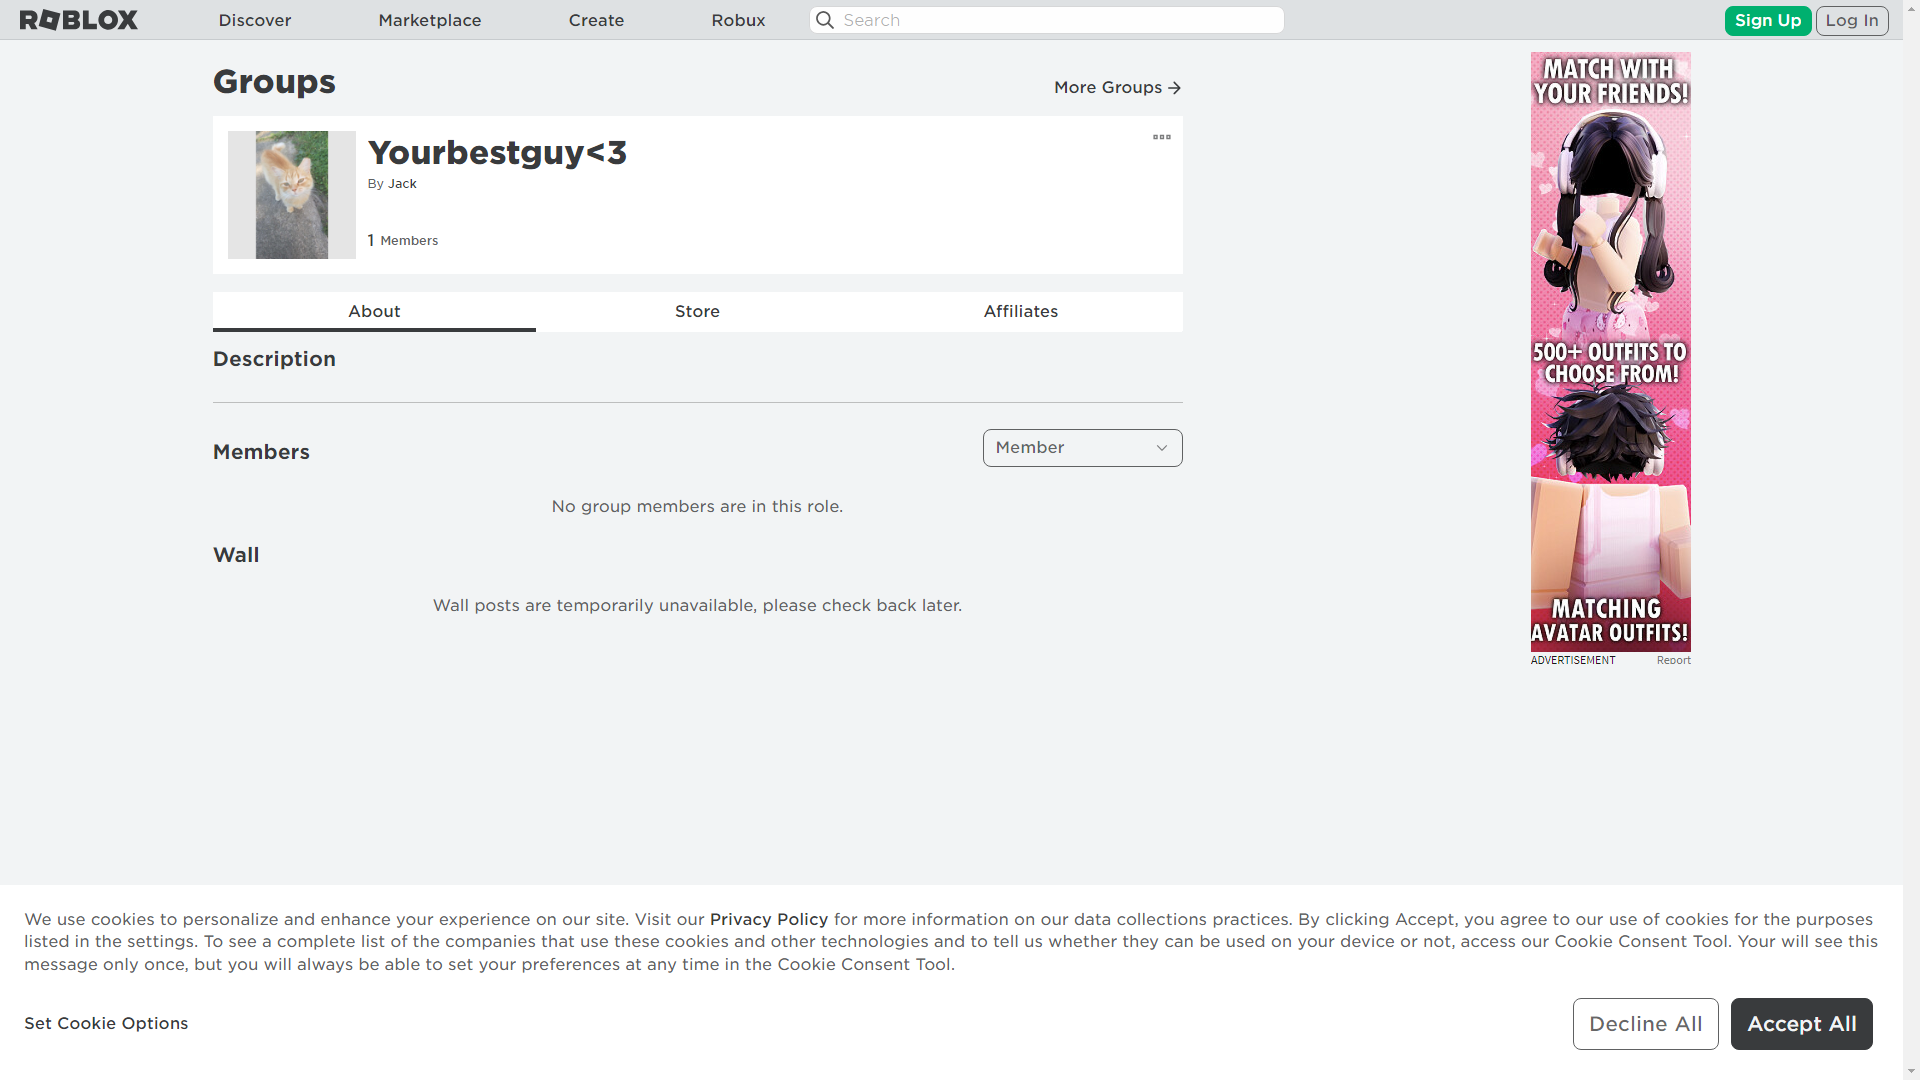 ROBLOX
Discover
Marketplace
Create
Robux
Search
Sign Up
Log In
Groups
More Groups
Yourbestguy<3
By Jack
1 Members
About
Store
Affiliates
Description
Members
Member
No group members are in this role.
Wall
Wall posts are temporarily unavailable, please check back later.
MATCH WITH
YOUR FRIENDS!
500+ OUTFITS TO
CHOOSE FROM!
MATCHING
AVATAR OUTFITS!
ADVERTISEMENT
Report
We use cookies to personalize and enhance your experience on our site. Visit our Privacy Policy for more information on our data collections practices. By clicking Accept, you agree to our use of cookies for the purposes
listed in the settings. To see a complete list of the companies that use these cookies and other technologies and to tell us whether they can be used on your device or not, access our Cookie Consent Tool. Your will see this
message only once, but you will always be able to set your preferences at any time in the Cookie Consent Tool.
Set Cookie Options
Decline All
Accept All